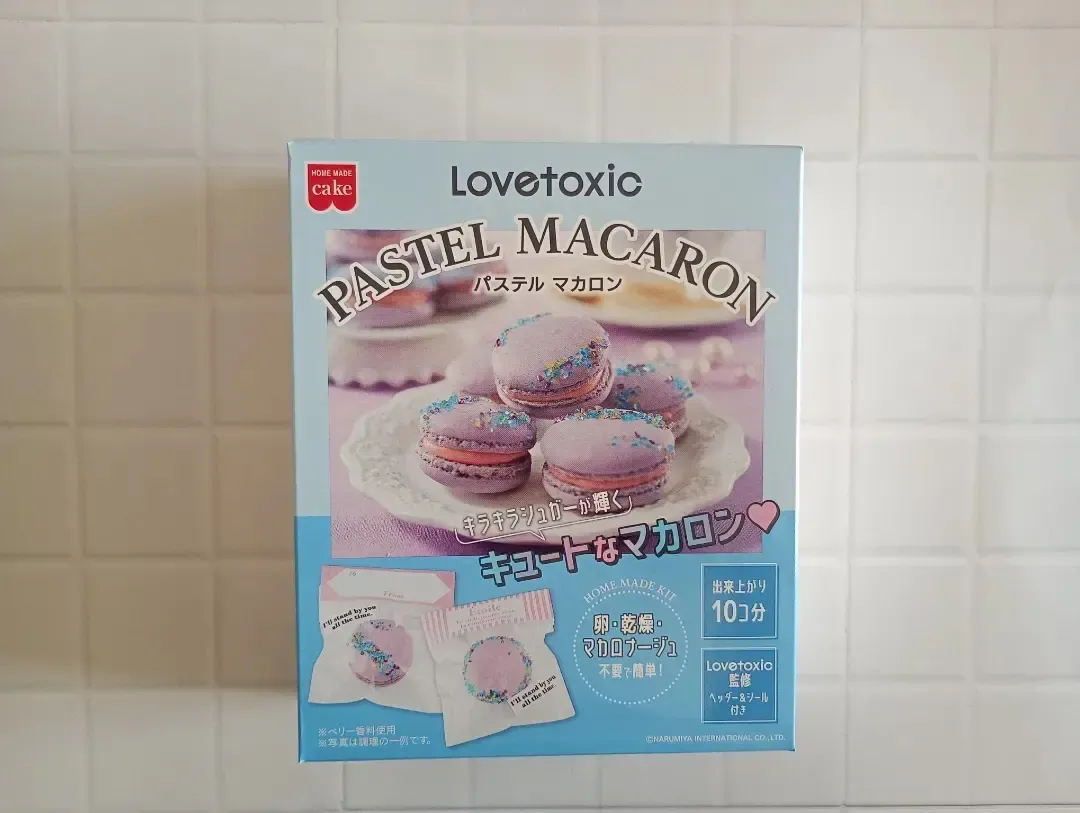 HOME MADE
cake
Lovetoxic
PASTEL MACARON
パステル マカロン
キラキラシュガーが輝く
キュートなマカロン
From
I'll stand by you
all the time.
Étoile
I'll stand by you
all the time.
HOME MADE KIT
卵・乾燥・
マカロナージュ
不要で簡単!
出来上がり
10コ分
Lovetoxic
監修
ヘッダー&シール
付き
※ベリー香料使用
※写真は調理の一例です。
©NARUMIYA INTERNATIONAL CO.,LTD.